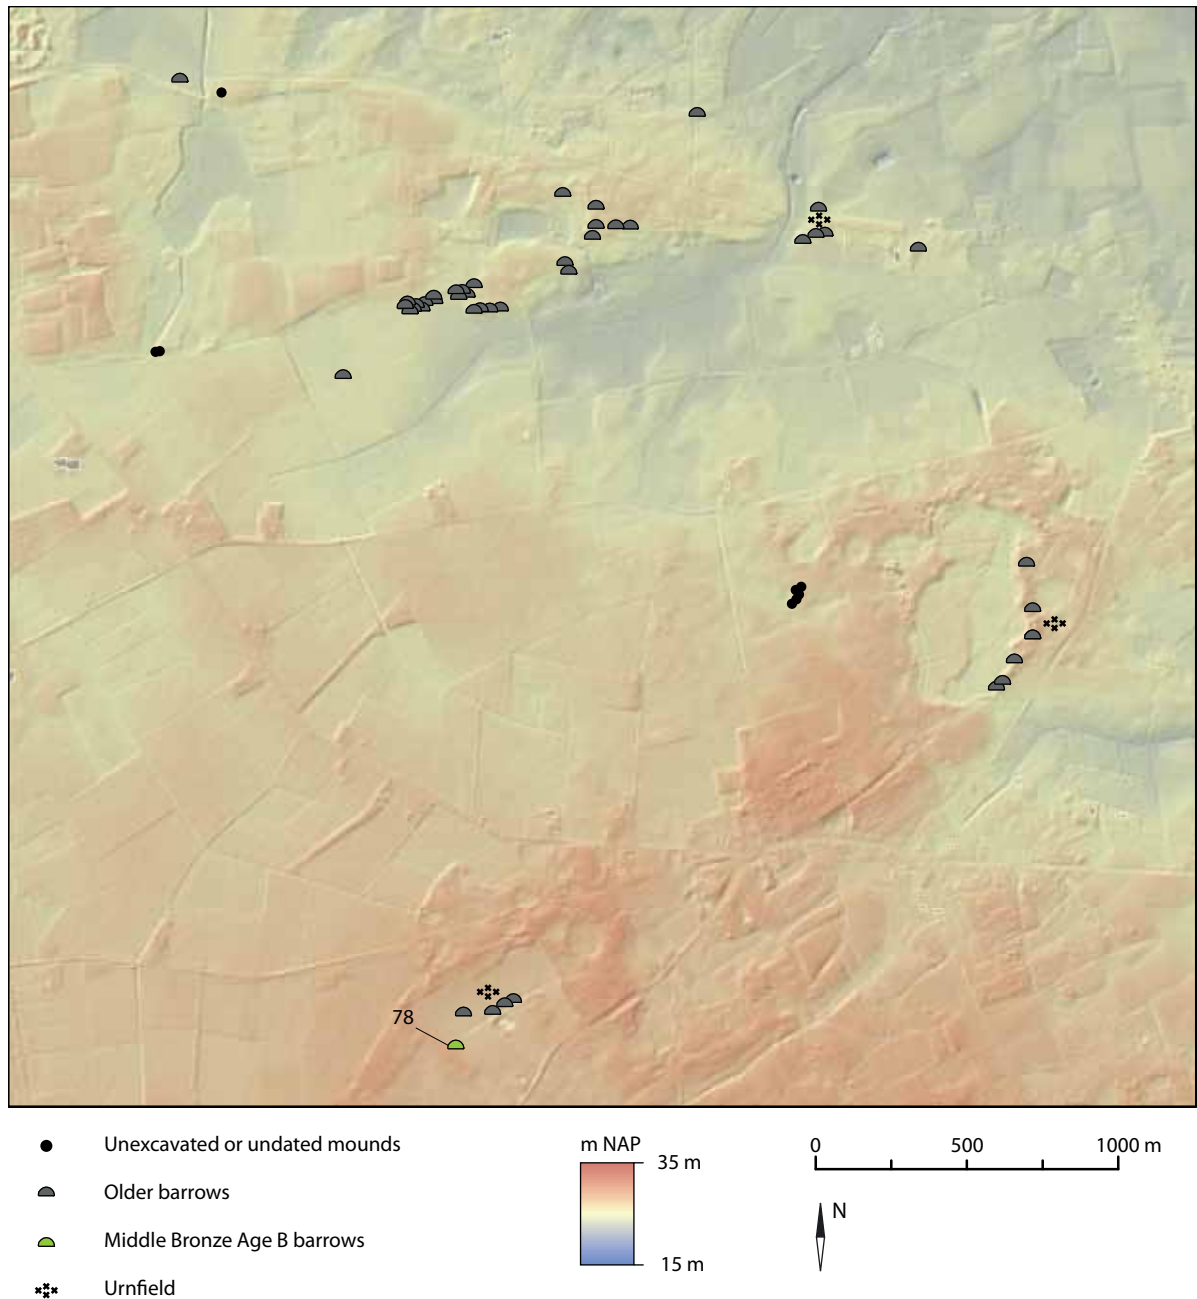 78
Unexcavated or undated mounds
Older barrows
Middle Bronze Age B barrows
Urnfield
m NAP
35 m
15 m
0 500 1000 m
N